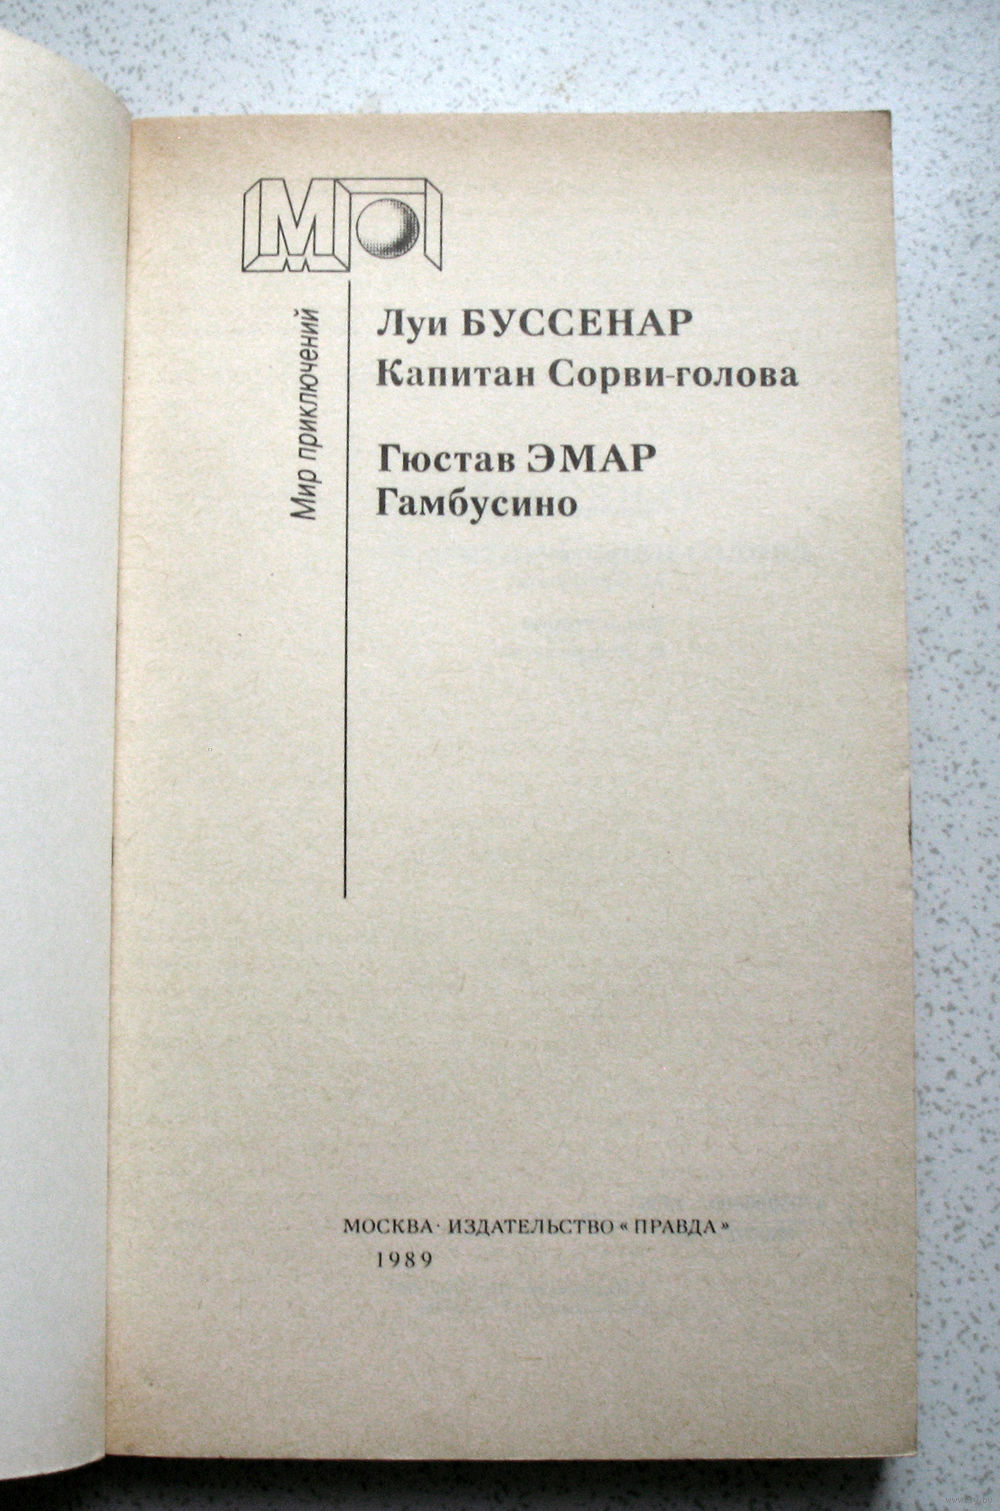 М
Мир приключений
Луи БУССЕНАР
Капитан Сорви-голова
Гюстав ЭМАР
Гамбусино
МОСКВА · ИЗДАТЕЛЬСТВО « ПРАВДА »
1989